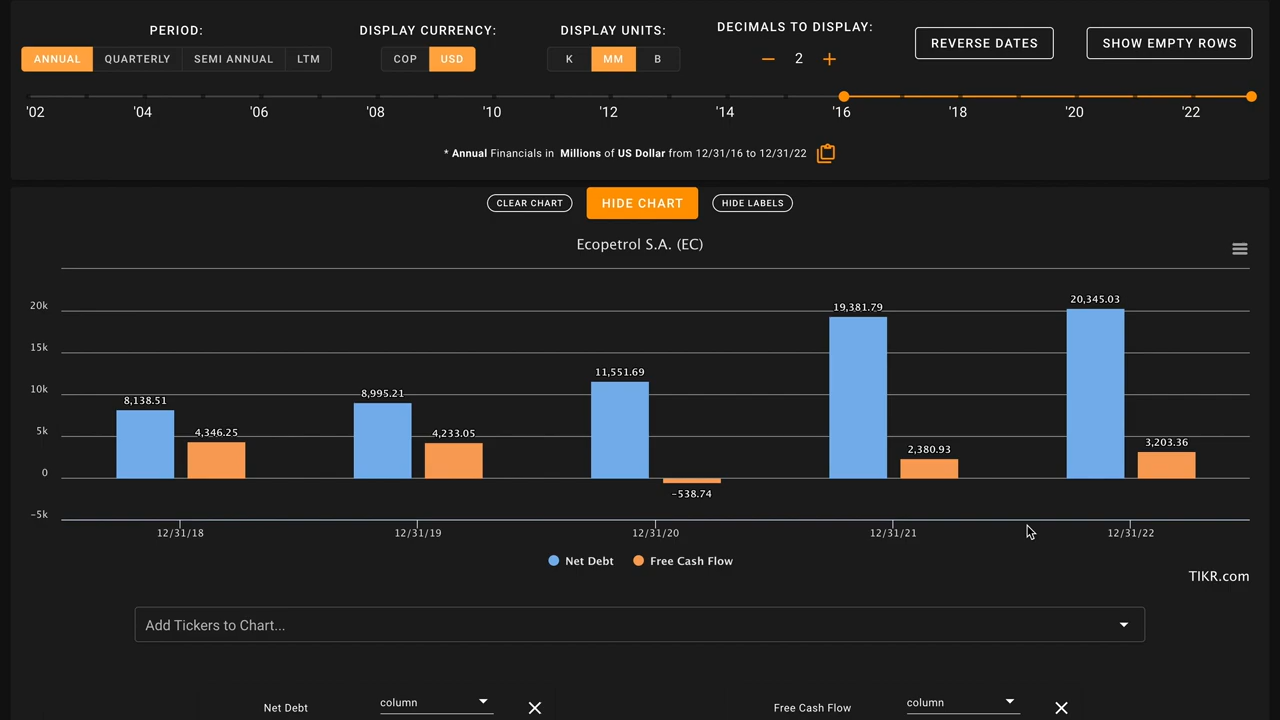 PERIOD: DISPLAY CURRENCY: DISPLAY UNITS: DECIMALS TO DISPLAY:
ANNUAL QUARTERLY SEMI ANNUAL LTM COP USD K MM B 2 REVERSE DATES SHOW EMPTY ROWS
'02 '04 '06 '08 '10 '12 '14 '16 '18 '20 '22
* Annual Financials in Millions of US Dollar from 12/31/16 to 12/31/22
CLEAR CHART HIDE CHART HIDE LABELS
Ecopetrol S.A. (EC)
20k
15k
10k
5k
0
-5k
8,138.51 4,346.25 8,995.21 4,233.05 11,551.69 -538.74 19,381.79 2,380.93 20,345.03 3,203.36
12/31/18 12/31/19 12/31/20 12/31/21 12/31/22
Net Debt Free Cash Flow
TIKR.com
Add Tickers to Chart...
Net Debt column Free Cash Flow column